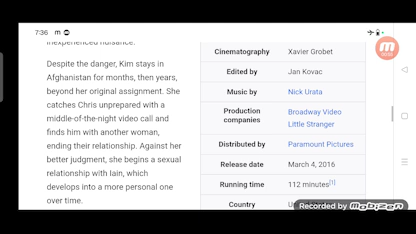 7:36 m
inexperienced nuisance.
Despite the danger, Kim stays in
Afghanistan for months, then years,
beyond her original assignment. She
catches Chris unprepared with a
middle-of-the-night video call and
finds him with another woman,
ending their relationship. Against her
better judgment, she begins a sexual
relationship with Iain, which
develops into a more personal one
over time.
Cinematography Xavier Grobet
Edited by Jan Kovac
Music by Nick Urata
Production companies Broadway Video
Little Stranger
Distributed by Paramount Pictures
Release date March 4, 2016
Running time 112 minutes[1]
Country
m
Recorded by Mobizen